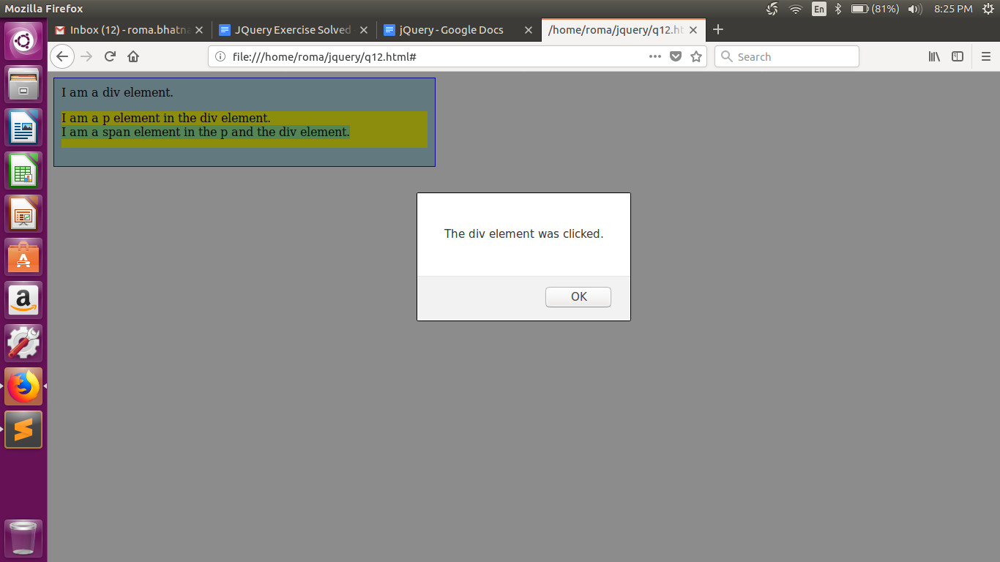 Mozilla Firefox
En
(81%)
8:25 PM
Inbox (12) - roma.bhatn
JQuery Exercise Solved
jQuery - Google Docs
/home/roma/jquery/q12.ht
file:///home/roma/jquery/q12.html#
Search
I am a div element.
I am a p element in the div element.
I am a span element in the p and the div element.
The div element was clicked.
OK